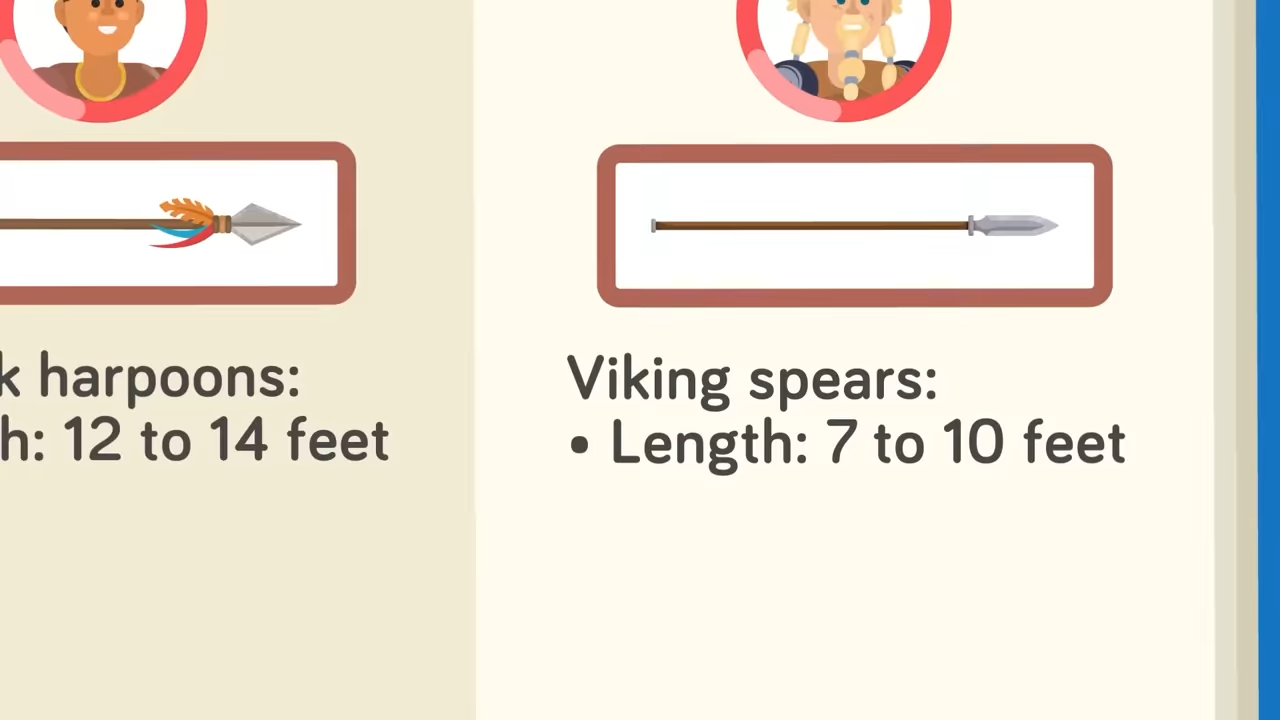 k harpoons:
h: 12 to 14 feet
Viking spears:
• Length: 7 to 10 feet